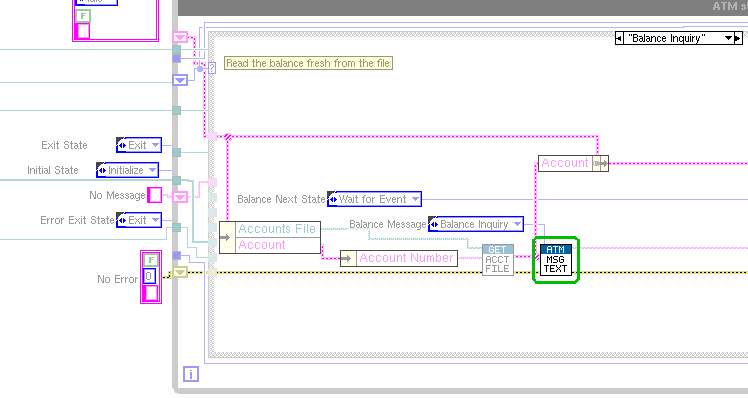 ATM s
F
"Balance Inquiry"
?
Read the balance fresh from the file
Exit State
Exit
Account
Initial State
Initialize
No Message
Balance Next State
Wait for Event
Error Exit State
Exit
Accounts File
Account
Balance Message
Balance Inquiry
Account Number
GET
ACCT
FILE
ATM
MSG
TEXT
F
No Error
0
i